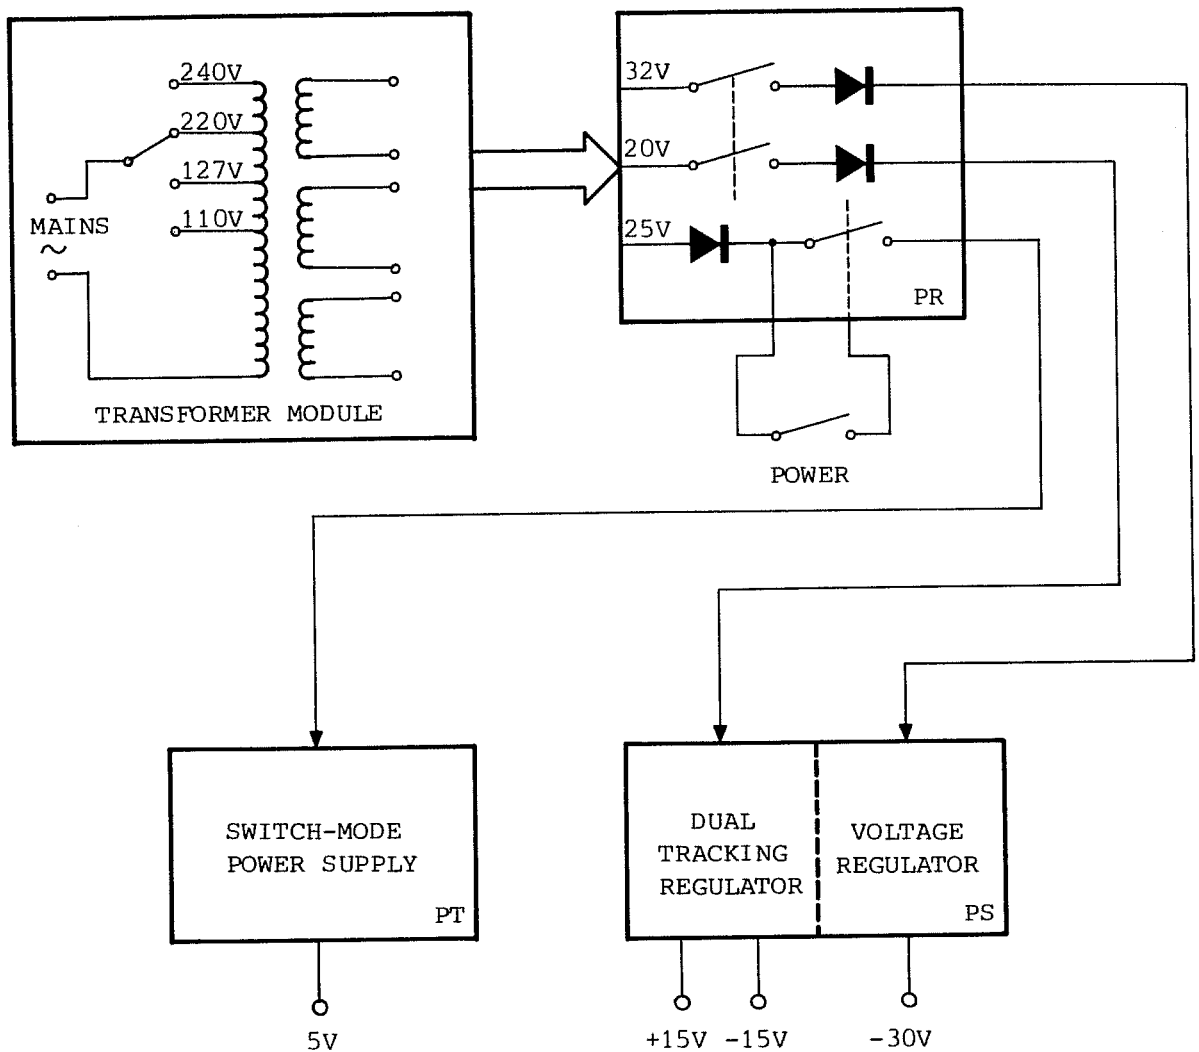 240V
220V
127V
110V
MAINS
~
TRANSFORMER MODULE
32V
20V
25V
PR
POWER
SWITCH-MODE
POWER SUPPLY
PT
DUAL
TRACKING
REGULATOR
VOLTAGE
REGULATOR
PS
5V
+15V
-15V
-30V